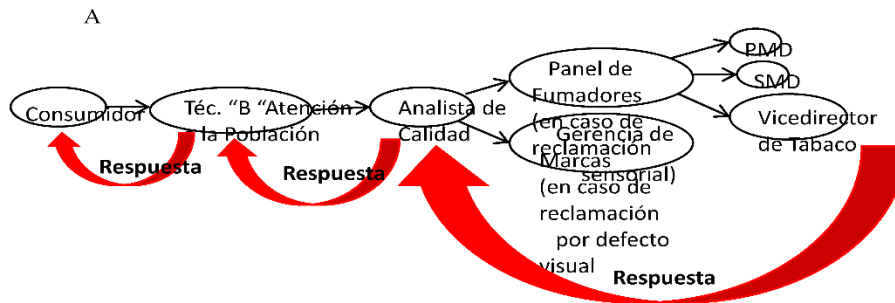 A
Consumidor
Téc. “B “Atención
a la Población
Analista de
Calidad
Panel de
Fumadores
(en caso de
reclamación
sensorial)
Gerencia de
Marcas
(en caso de
reclamación
por defecto
visual
PMD
SMD
Vicedirector
de Tabaco
Respuesta
Respuesta
Respuesta